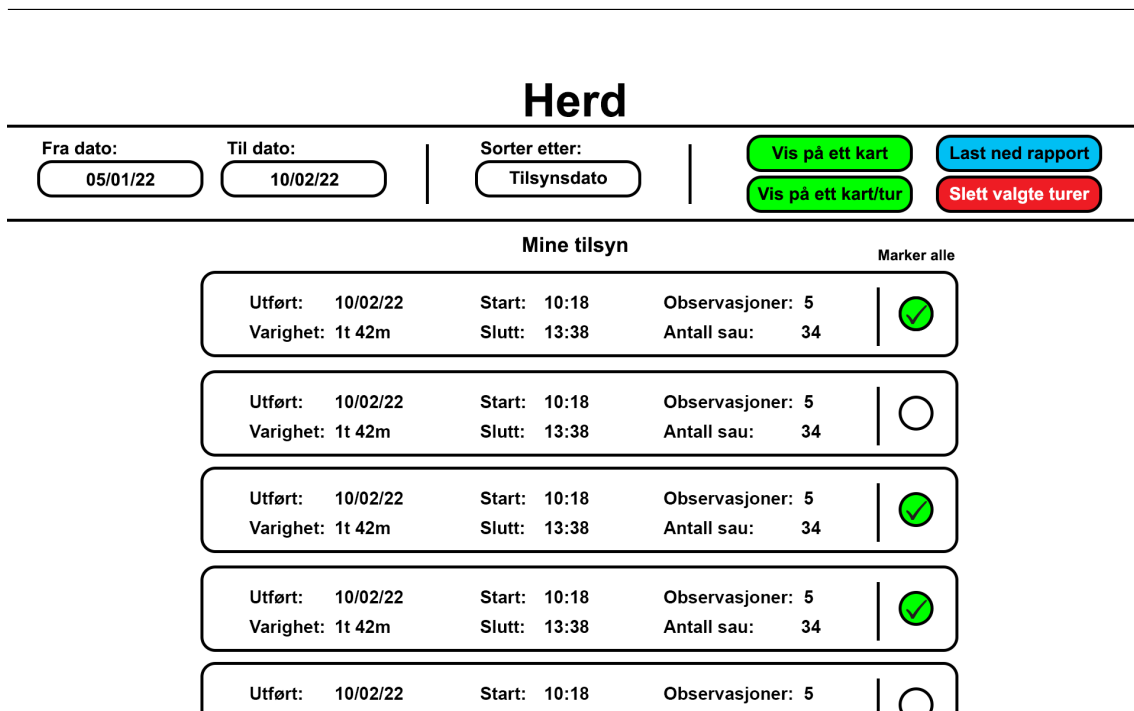 Herd
Fra dato: Til dato: Sorter etter:
05/01/22 10/02/22 Tilsynsdato
Vis på ett kart Last ned rapport
Vis på ett kart/tur Slett valgte turer
Mine tilsyn
Marker alle
Utført: 10/02/22 Start: 10:18 Observasjoner: 5
Varighet: 1t 42m Slutt: 13:38 Antall sau: 34
Utført: 10/02/22 Start: 10:18 Observasjoner: 5
Varighet: 1t 42m Slutt: 13:38 Antall sau: 34
Utført: 10/02/22 Start: 10:18 Observasjoner: 5
Varighet: 1t 42m Slutt: 13:38 Antall sau: 34
Utført: 10/02/22 Start: 10:18 Observasjoner: 5
Varighet: 1t 42m Slutt: 13:38 Antall sau: 34
Utført: 10/02/22 Start: 10:18 Observasjoner: 5